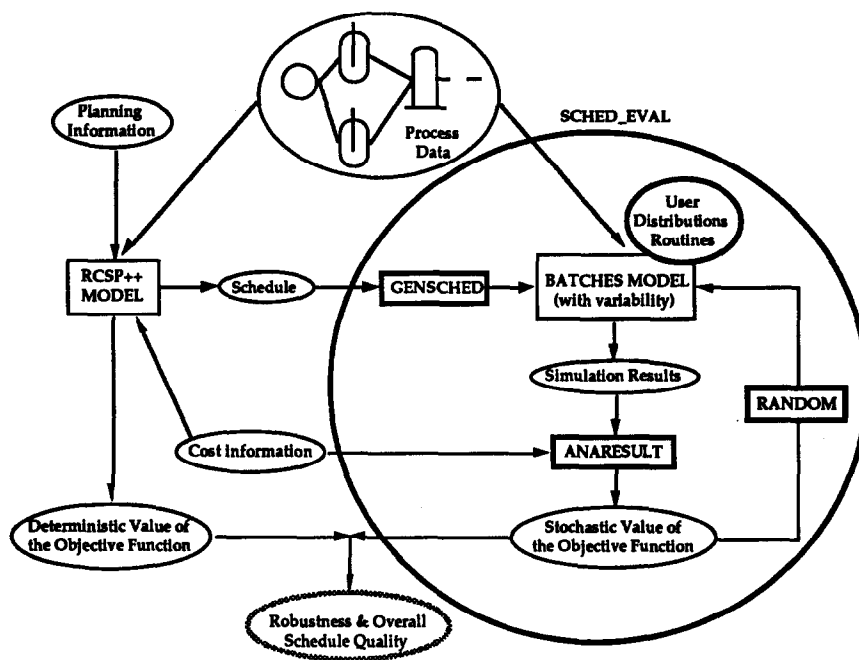 Process
Data
SCHED_EVAL
Planning
Information
User
Distributions
Routines
RCSP++
MODEL
Schedule
GENSCHED
BATCHES MODEL
(with variability)
Simulation Results
RANDOM
Cost information
ANARESULT
Deterministic Value of
the Objective Function
Stochastic Value of
the Objective Function
Robustness & Overall
Schedule Quality